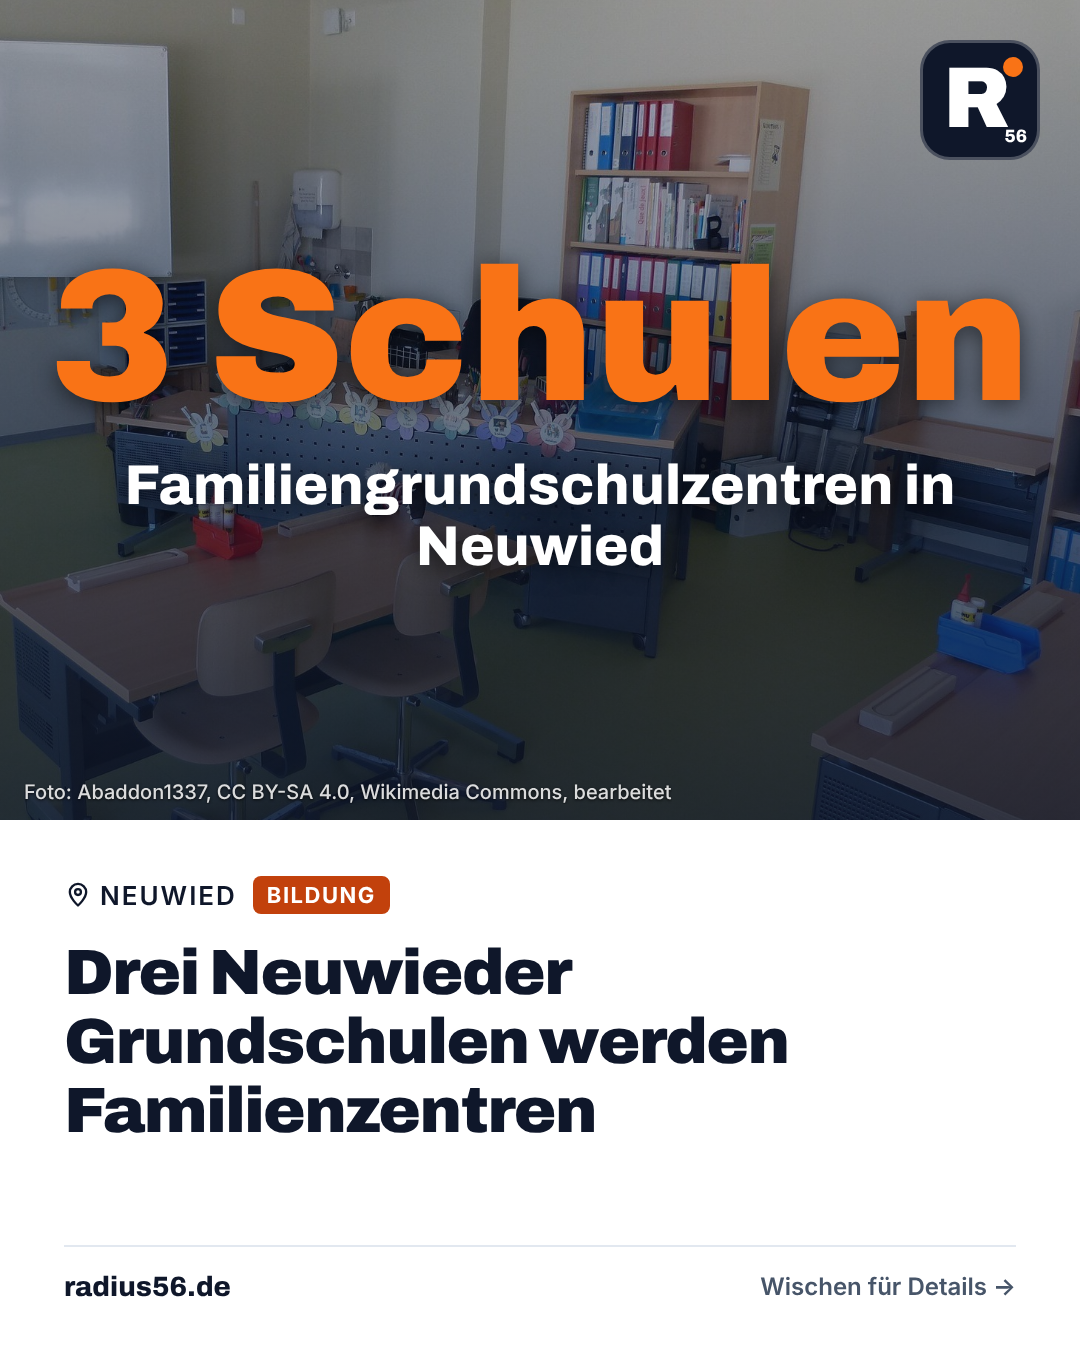 R
56
3 Schulen
Familiengrundschulzentren in
Neuwied
Foto: Abaddon1337, CC BY-SA 4.0, Wikimedia Commons, bearbeitet
NEUWIED
BILDUNG
Drei Neuwieder
Grundschulen werden
Familienzentren
radius56.de
Wischen für Details →